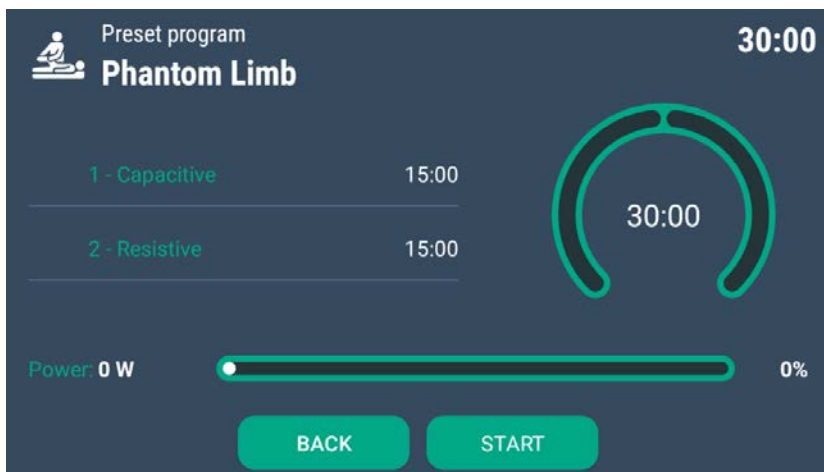 Preset program
30:00
Phantom Limb
1 - Capacitive 15:00
30:00
2 - Resistive 15:00
Power: 0 W 0%
BACK START